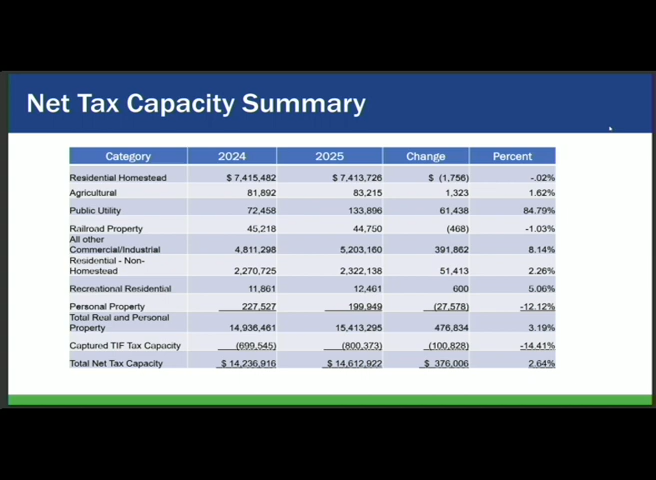 Net Tax Capacity Summary
Category 2024 2025 Change Percent
Residential Homestead $ 7,415,482 $ 7,413,726 $ (1,756) -.02%
Agricultural 81,892 83,215 1,323 1.62%
Public Utility 72,458 133,896 61,438 84.79%
Railroad Property 45,218 44,750 (468) -1.03%
All other
Commercial/Industrial 4,811,298 5,203,160 391,862 8.14%
Residential - Non-
Homestead 2,270,725 2,322,138 51,413 2.26%
Recreational Residential 11,861 12,461 600 5.06%
Personal Property 227,527 199,949 (27,578) -12.12%
Total Real and Personal
Property 14,936,461 15,413,295 476,834 3.19%
Captured TIF Tax Capacity (699,545) (800,373) (100,828) -14.41%
Total Net Tax Capacity $ 14,236,916 $ 14,612,922 $ 376,006 2.64%